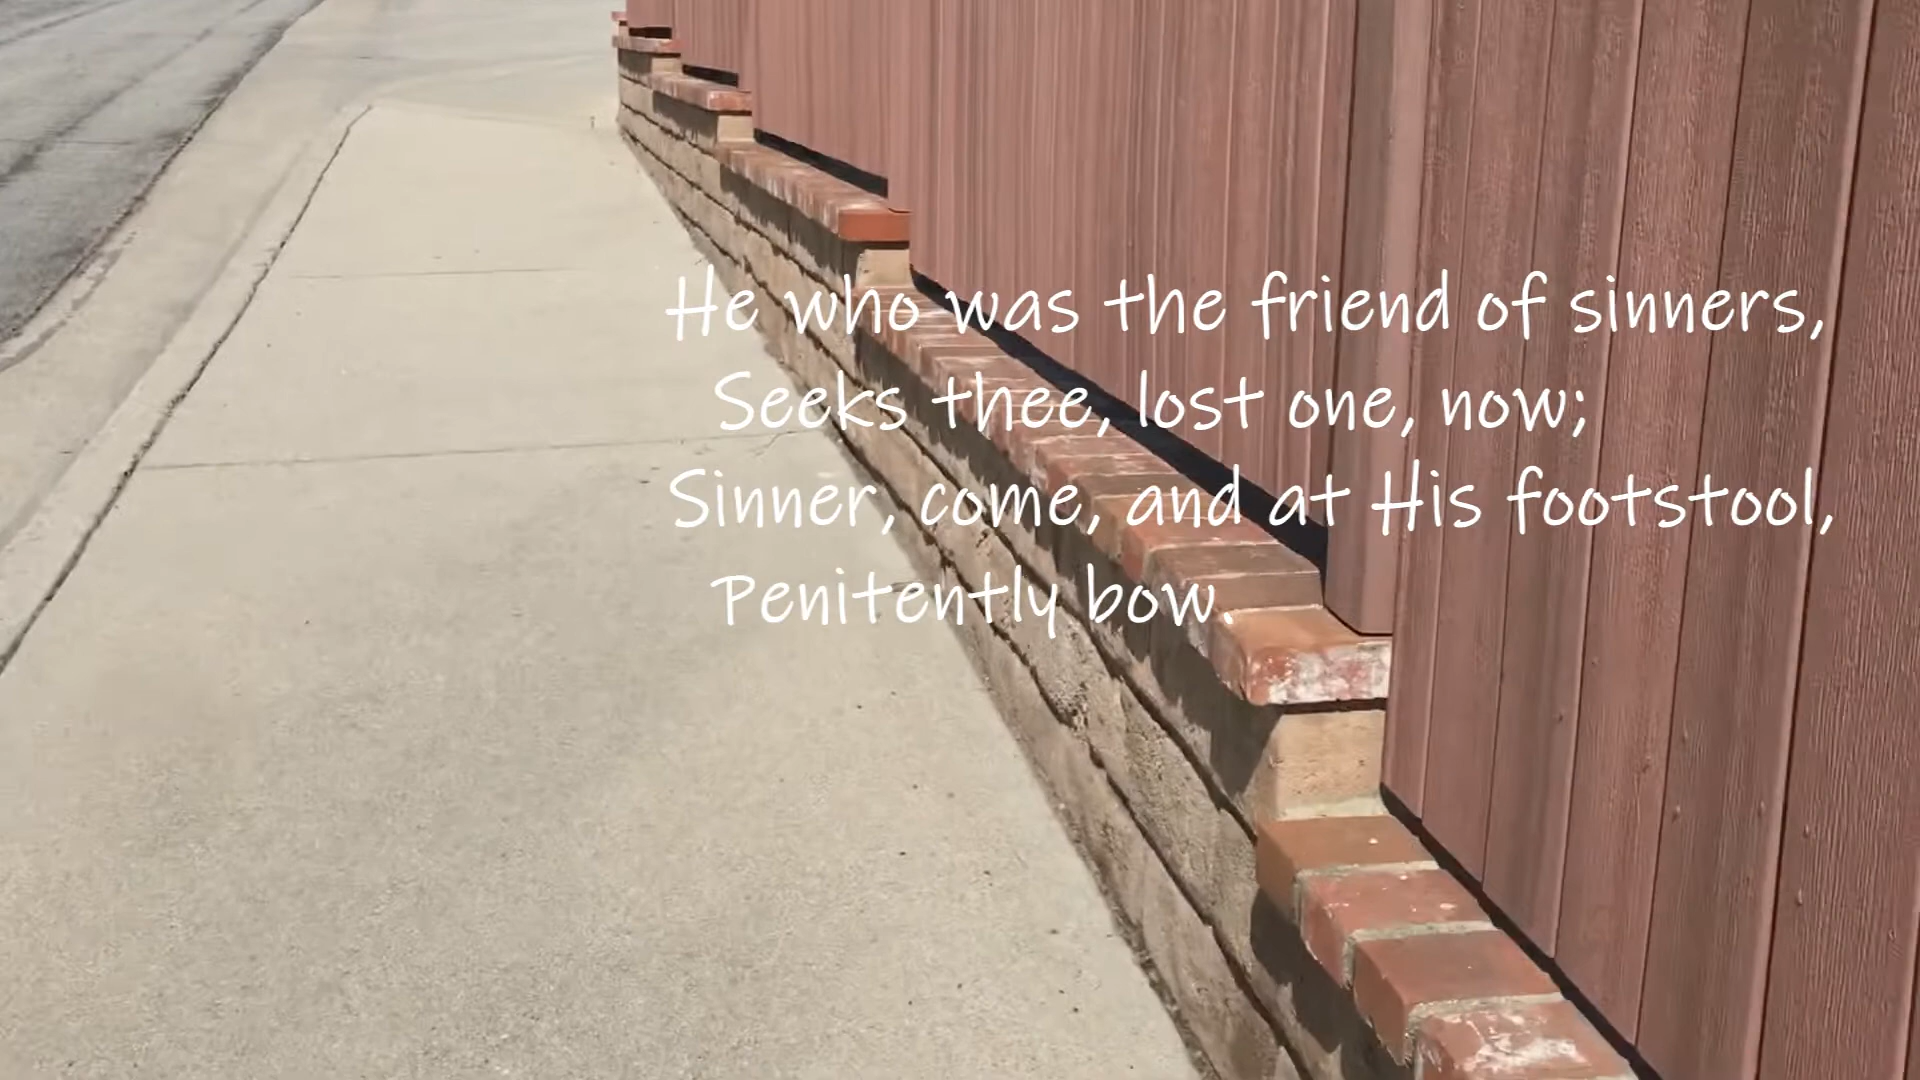 He who was the friend of sinners,
Seeks thee, lost one, now;
Sinner, come, and at His footstool,
Penitently bow.